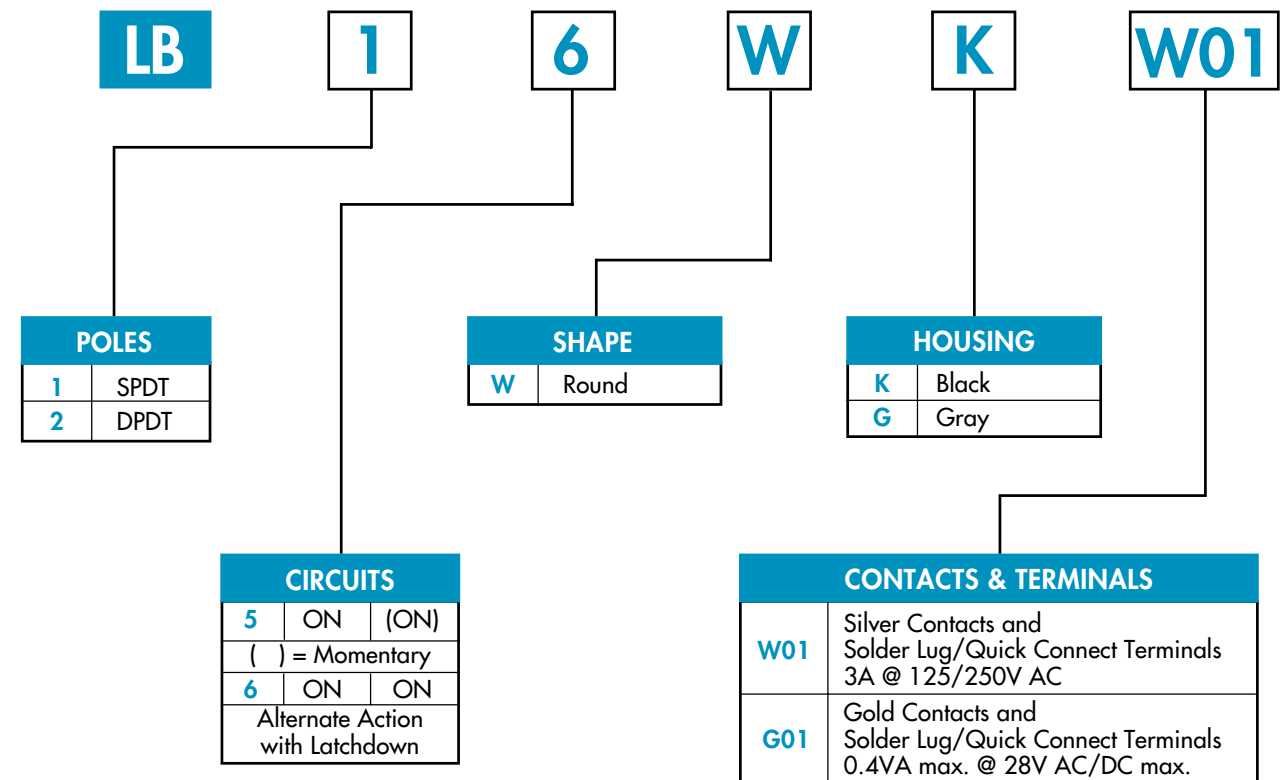 LB 1 6 W K W01
POLES
1 SPDT
2 DPDT
SHAPE
W Round
HOUSING
K Black
G Gray
CIRCUITS
5 ON (ON)
( ) = Momentary
6 ON ON
Alternate Action
with Latchdown
CONTACTS & TERMINALS
W01 Silver Contacts and
Solder Lug/Quick Connect Terminals
3A @ 125/250V AC
G01 Gold Contacts and
Solder Lug/Quick Connect Terminals
0.4VA max. @ 28V AC/DC max.